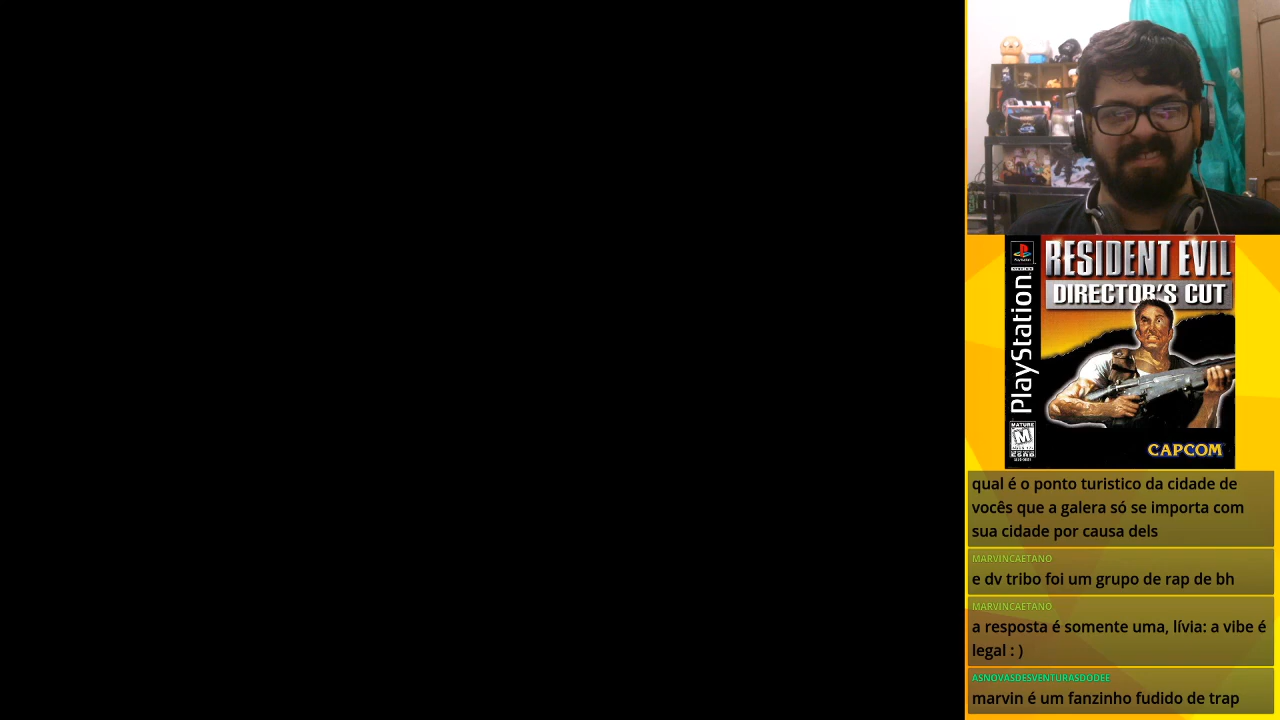 RESIDENT EVIL
DIRECTOR'S CUT
PlayStation
PlayStation
MATURE
M
ESRB
CAPCOM
qual é o ponto turistico da cidade de
vocês que a galera só se importa com
sua cidade por causa dels
MARVINCAETANO
e dv tribo foi um grupo de rap de bh
MARVINCAETANO
a resposta é somente uma, lívia: a vibe é
legal : )
ASNOVASDESVENTURASDODEE
marvin é um fanzinho fudido de trap